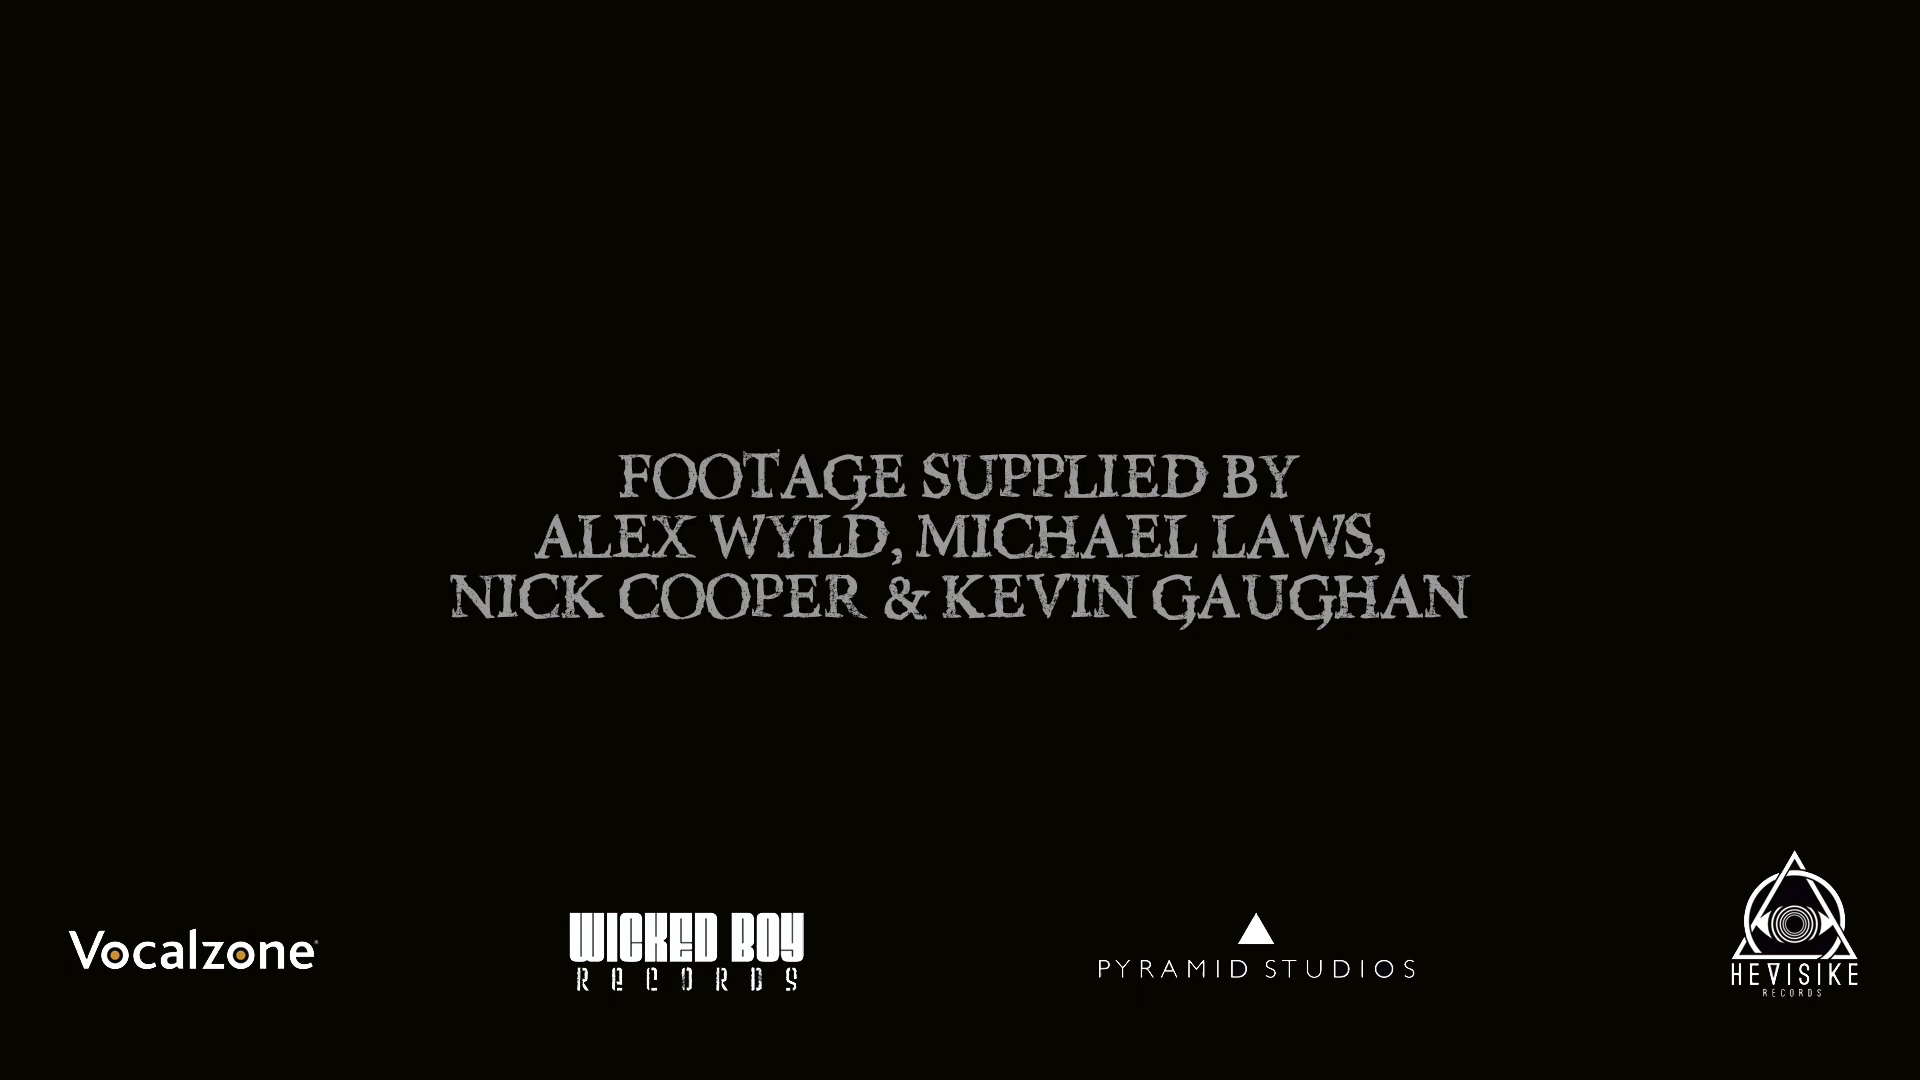 FOOTAGE SUPPLIED BY
ALEX WYLD, MICHAEL LAWS,
NICK COOPER & KEVIN GAUGHAN
Vocalzone
WICKED BOY
RECORDS
PYRAMID STUDIOS
HEVISIKE
RECORDS